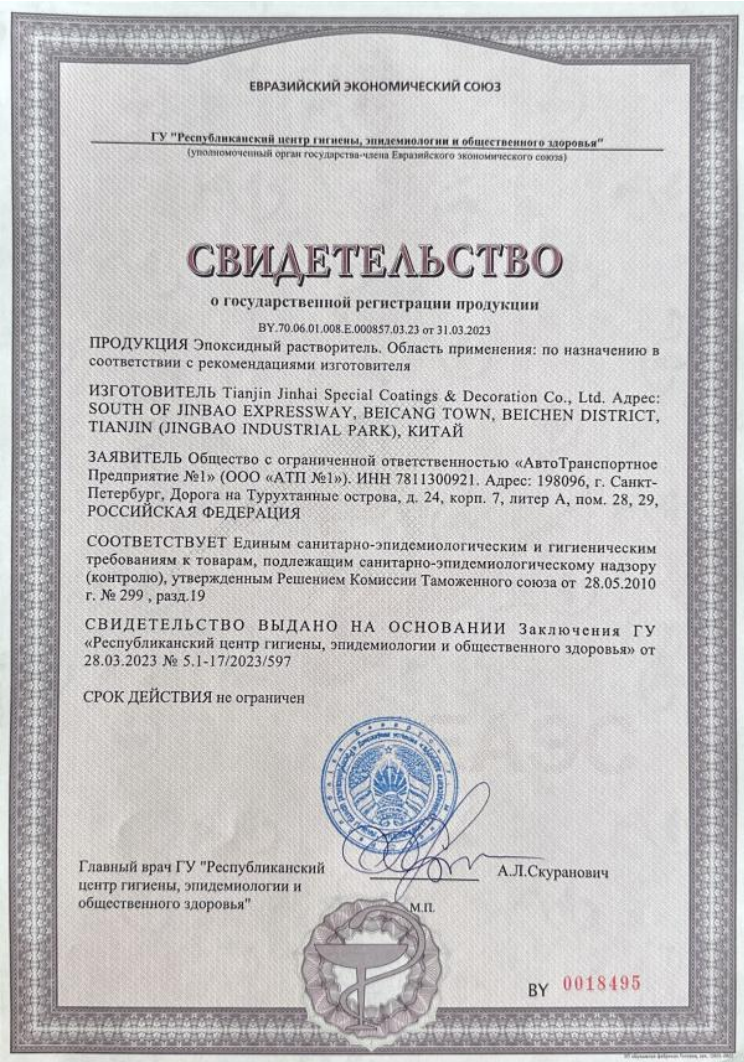 ЕВРАЗИЙСКИЙ ЭКОНОМИЧЕСКИЙ СОЮЗ
ГУ "Республиканский центр гигиены, эпидемиологии и общественного здоровья"
(уполномоченный орган государства-члена Евразийского экономического союза)
СВИДЕТЕЛЬСТВО
о государственной регистрации продукции
BY.70.06.01.008.E.000857.03.23 от 31.03.2023
ПРОДУКЦИЯ Эпоксидный растворитель. Область применения: по назначению в
соответствии с рекомендациями изготовителя
ИЗГОТОВИТЕЛЬ Tianjin Jinhai Special Coatings & Decoration Co., Ltd. Адрес:
SOUTH OF JINBAO EXPRESSWAY, BEICANG TOWN, BEICHEN DISTRICT,
TIANJIN (JINGBAO INDUSTRIAL PARK), КИТАЙ
ЗАЯВИТЕЛЬ Общество с ограниченной ответственностью «АвтоТранспортное
Предприятие №1» (ООО «АТП №1»). ИНН 7811300921. Адрес: 198096, г. Санкт-
Петербург, Дорога на Турухтанные острова, д. 24, корп. 7, литер А, пом. 28, 29,
РОССИЙСКАЯ ФЕДЕРАЦИЯ
СООТВЕТСТВУЕТ Единым санитарно-эпидемиологическим и гигиеническим
требованиям к товарам, подлежащим санитарно-эпидемиологическому надзору
(контролю), утвержденным Решением Комиссии Таможенного союза от 28.05.2010
г. № 299 , разд.19
СВИДЕТЕЛЬСТВО ВЫДАНО НА ОСНОВАНИИ Заключения ГУ
«Республиканский центр гигиены, эпидемиологии и общественного здоровья» от
28.03.2023 № 5.1-17/2023/597
СРОК ДЕЙСТВИЯ не ограничен
ЕАЭС
Главный врач ГУ "Республиканский
центр гигиены, эпидемиологии и
общественного здоровья"
А.Л.Скуранович
М.П.
BY 0018495